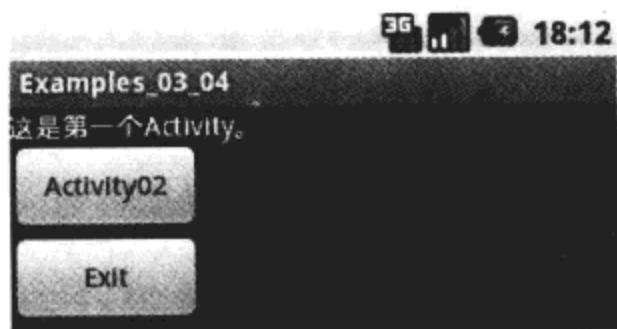 3G 18:12
Examples_03_04
这是第一个Activity。
Activity02
Exit